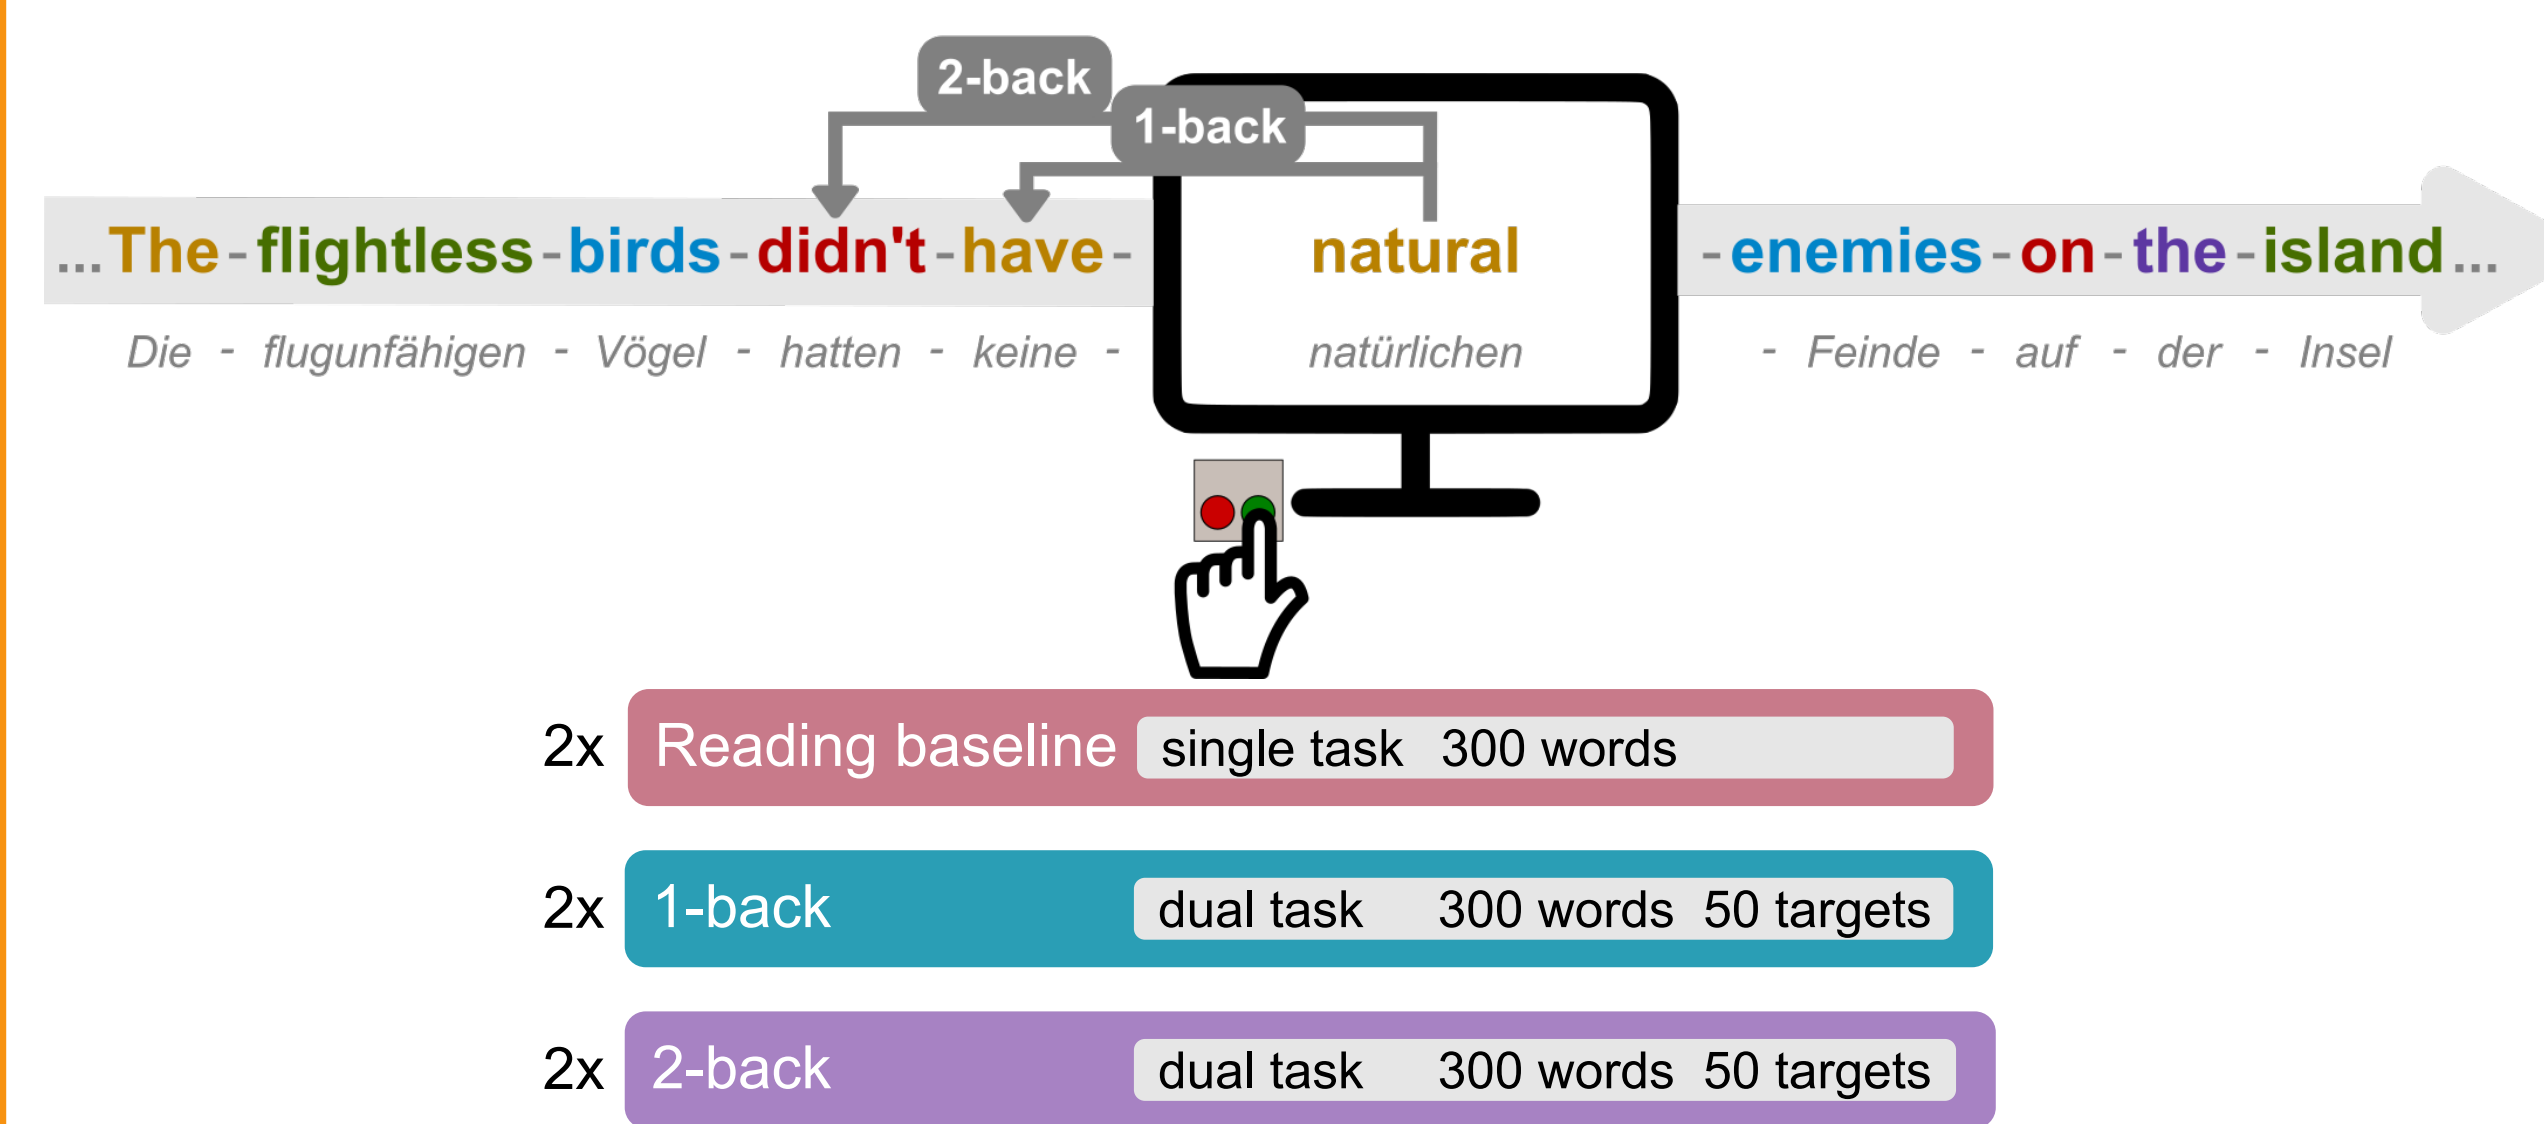 2-back
1-back
...The-flightless-birds-didn't-have- natural -enemies-on-the-island...
Die - flugunfähigen - Vögel - hatten - keine - natürlichen - Feinde - auf - der - Insel
2x Reading baseline single task 300 words
2x 1-back dual task 300 words 50 targets
2x 2-back dual task 300 words 50 targets